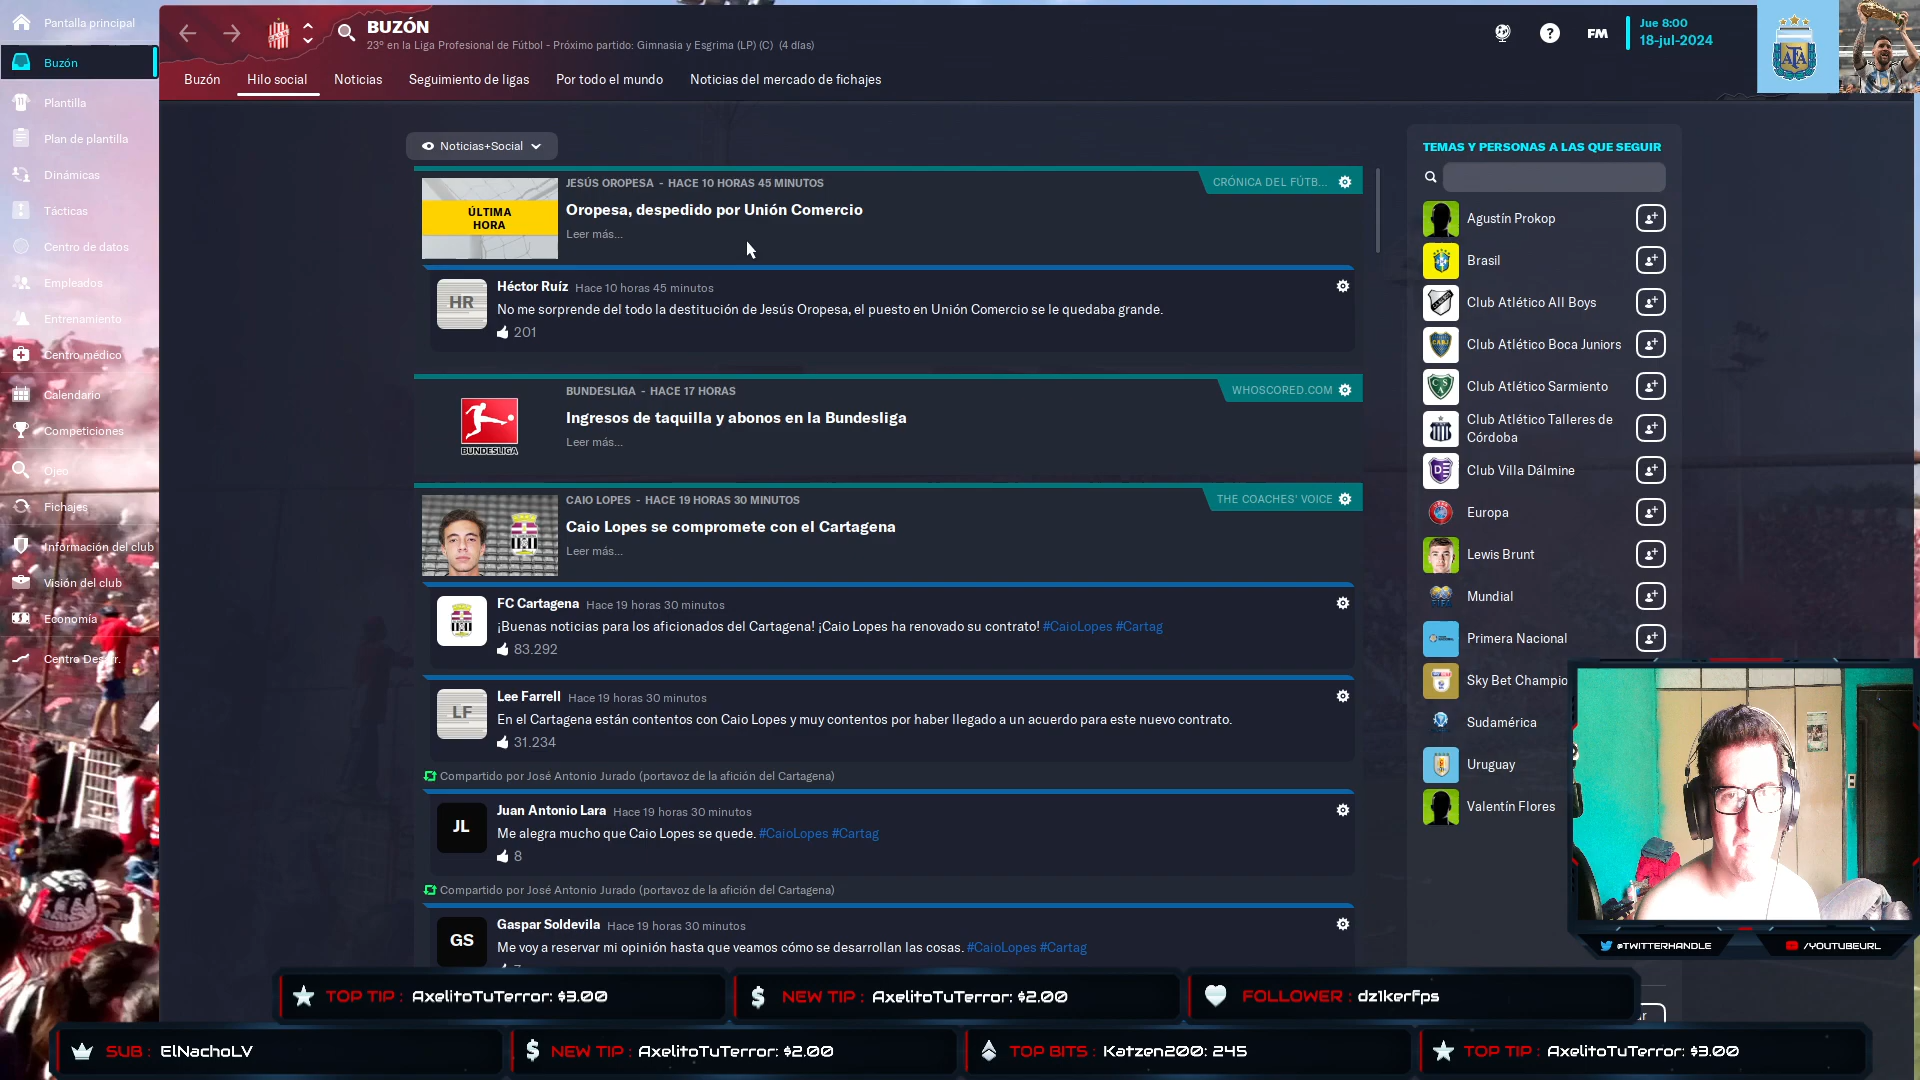 Pantalla principal
Buzón
Plantilla
Plan de plantilla
Dinámicas
Tácticas
Centro de datos
Empleados
Entrenamiento
Centro médico
Calendario
Competiciones
Ojeo
Fichajes
Información del club
Visión del club
Economía
BUZÓN
23º en la Liga Profesional de Fútbol - Próximo partido: Gimnasia y Esgrima (LP) (C) (4 días)
FM
Jue 8:00
18-jul-2024
AFA
Buzón
Hilo social
Noticias
Seguimiento de ligas
Por todo el mundo
Noticias del mercado de fichajes
Noticias+Social
ÚLTIMA
HORA
JESÚS OROPESA - HACE 10 HORAS 45 MINUTOS
CRÓNICA DEL FÚTB...
Oropesa, despedido por Unión Comercio
Leer más...
HR
Héctor Ruíz Hace 10 horas 45 minutos
No me sorprende del todo la destitución de Jesús Oropesa, el puesto en Unión Comercio se le quedaba grande.
201
BUNDESLIGA
BUNDESLIGA - HACE 17 HORAS
WHOSCORED.COM
Ingresos de taquilla y abonos en la Bundesliga
Leer más...
CAIO LOPES - HACE 19 HORAS 30 MINUTOS
THE COACHES' VOICE
Caio Lopes se compromete con el Cartagena
Leer más...
FC Cartagena Hace 19 horas 30 minutos
¡Buenas noticias para los aficionados del Cartagena! ¡Caio Lopes ha renovado su contrato! #CaioLopes #Cartag
83.292
LF
Lee Farrell Hace 19 horas 30 minutos
En el Cartagena están contentos con Caio Lopes y muy contentos por haber llegado a un acuerdo para este nuevo contrato.
31.234
Compartido por José Antonio Jurado (portavoz de la afición del Cartagena)
JL
Juan Antonio Lara Hace 19 horas 30 minutos
Me alegra mucho que Caio Lopes se quede. #CaioLopes #Cartag
8
Compartido por José Antonio Jurado (portavoz de la afición del Cartagena)
GS
Gaspar Soldevila Hace 19 horas 30 minutos
Me voy a reservar mi opinión hasta que veamos cómo se desarrollan las cosas. #CaioLopes #Cartag
TEMAS Y PERSONAS A LAS QUE SEGUIR
Agustín Prokop
Brasil
Club Atlético All Boys
Club Atlético Boca Juniors
Club Atlético Sarmiento
Club Atlético Talleres de
Córdoba
Club Villa Dálmine
Europa
Lewis Brunt
Mundial
Primera Nacional
Sky Bet Champio
Sudamérica
Uruguay
Valentín Flores
@TWITTERHANDLE
/YOUTUBEURL
TOP TIP : AxelitoTuTerror: $3.00
NEW TIP : AxelitoTuTerror: $2.00
FOLLOWER : dz1kerfps
SUB : ElNachoLV
NEW TIP : AxelitoTuTerror: $2.00
TOP BITS : Katzen200: 245
TOP TIP : AxelitoTuTerror: $3.00